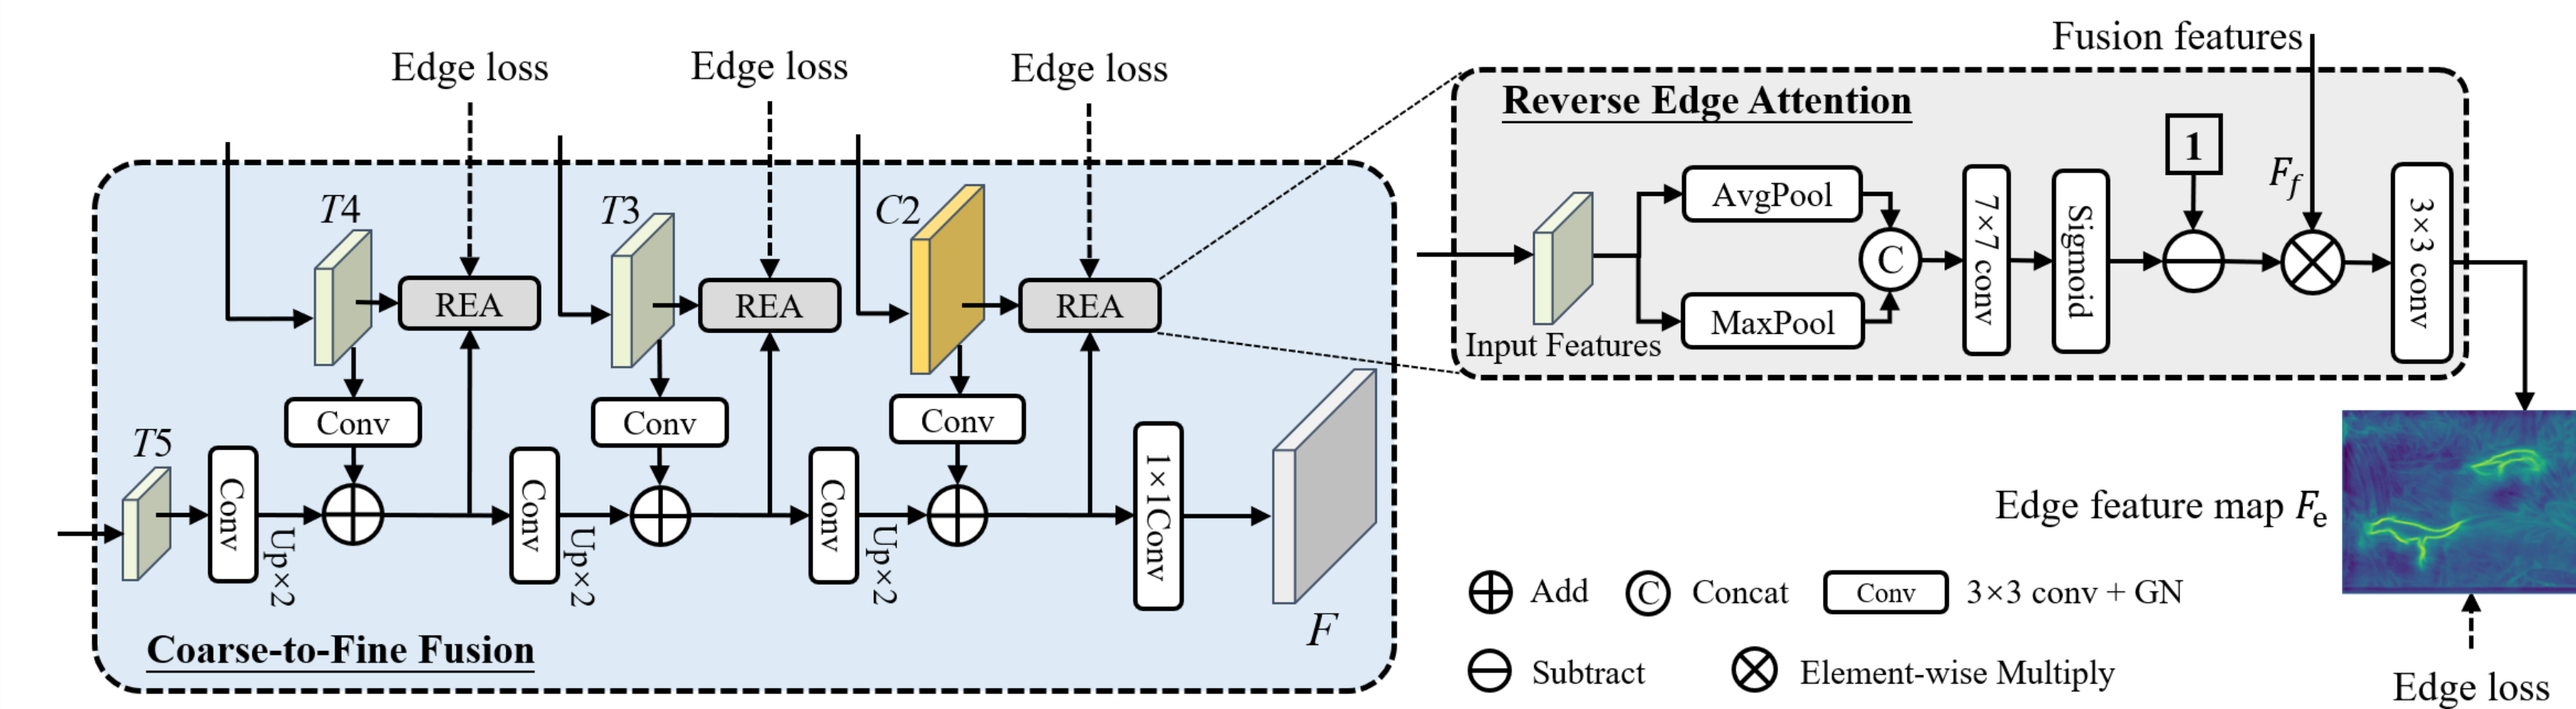 Edge loss
Edge loss
Edge loss
T4
T3
C2
REA
REA
REA
Conv
Conv
Conv
T5
Conv
Up×2
Conv
Up×2
Conv
Up×2
1×1Conv
F
Coarse-to-Fine Fusion
Fusion features
Reverse Edge Attention
1
F_f
AvgPool
MaxPool
C
7×7 conv
Sigmoid
3×3 conv
Input Features
Edge feature map F_e
Add
C
Concat
Conv
3×3 conv + GN
Subtract
Element-wise Multiply
Edge loss